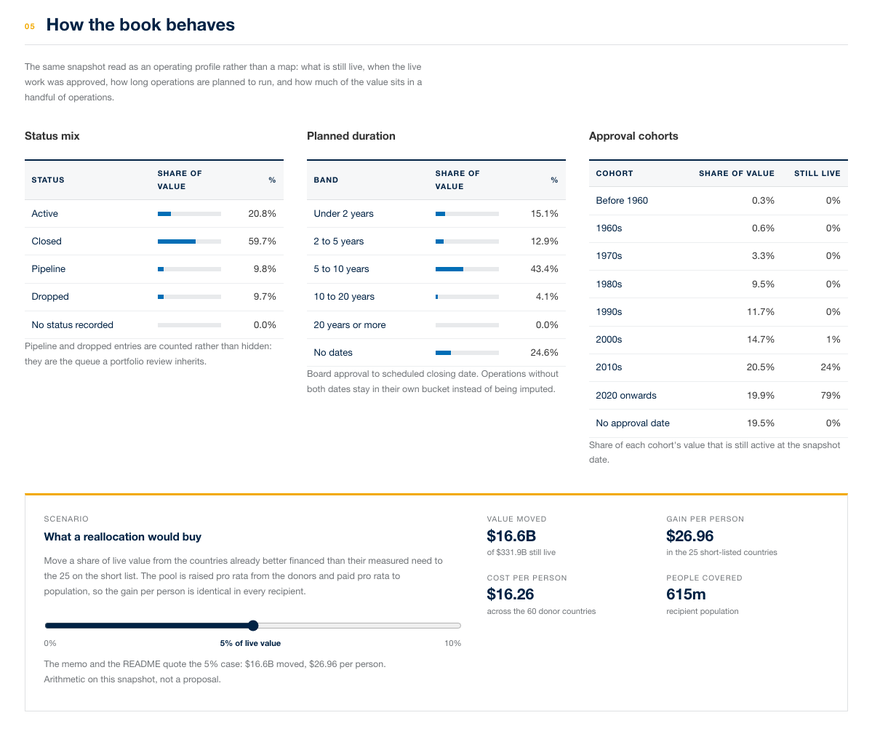 05 How the book behaves
The same snapshot read as an operating profile rather than a map: what is still live, when the live
work was approved, how long operations are planned to run, and how much of the value sits in a
handful of operations.
Status mix
STATUS SHARE OF VALUE %
Active 20.8%
Closed 59.7%
Pipeline 9.8%
Dropped 9.7%
No status recorded 0.0%
Pipeline and dropped entries are counted rather than hidden:
they are the queue a portfolio review inherits.
Planned duration
BAND SHARE OF VALUE %
Under 2 years 15.1%
2 to 5 years 12.9%
5 to 10 years 43.4%
10 to 20 years 4.1%
20 years or more 0.0%
No dates 24.6%
Board approval to scheduled closing date. Operations without
both dates stay in their own bucket instead of being imputed.
Approval cohorts
COHORT SHARE OF VALUE STILL LIVE
Before 1960 0.3% 0%
1960s 0.6% 0%
1970s 3.3% 0%
1980s 9.5% 0%
1990s 11.7% 0%
2000s 14.7% 1%
2010s 20.5% 24%
2020 onwards 19.9% 79%
No approval date 19.5% 0%
Share of each cohort's value that is still active at the snapshot
date.
SCENARIO
What a reallocation would buy
Move a share of live value from the countries already better financed than their measured need to
the 25 on the short list. The pool is raised pro rata from the donors and paid pro rata to
population, so the gain per person is identical in every recipient.
0% 5% of live value 10%
The memo and the README quote the 5% case: $16.6B moved, $26.96 per person.
Arithmetic on this snapshot, not a proposal.
VALUE MOVED
$16.6B
of $331.9B still live
GAIN PER PERSON
$26.96
in the 25 short-listed countries
COST PER PERSON
$16.26
across the 60 donor countries
PEOPLE COVERED
615m
recipient population